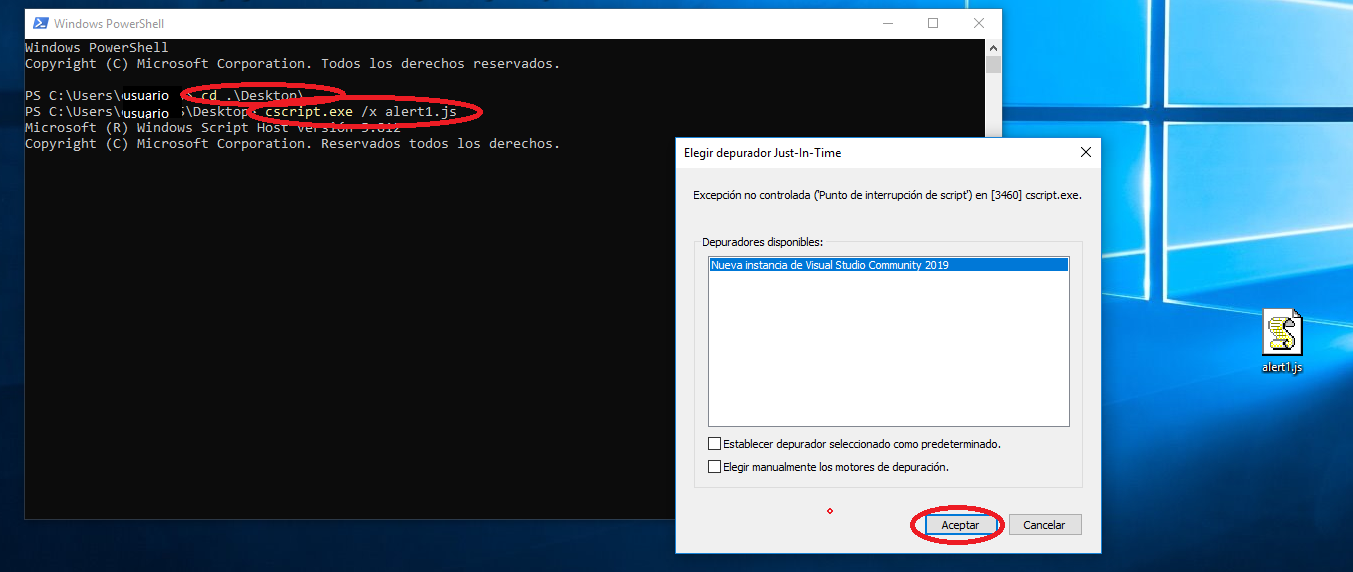 Windows PowerShell
Windows PowerShell
Copyright (C) Microsoft Corporation. Todos los derechos reservados.
PS C:\Users\usuario cd .\Desktop\
PS C:\Users\usuario \Desktop cscript.exe /x alert1.js
Microsoft (R) Windows Script Host versión 5.812
Copyright (C) Microsoft Corporation. Reservados todos los derechos.
Elegir depurador Just-In-Time
Excepción no controlada ('Punto de interrupción de script') en [3460] cscript.exe.
Depuradores disponibles:
Nueva instancia de Visual Studio Community 2019
Establecer depurador seleccionado como predeterminado.
Elegir manualmente los motores de depuración.
Aceptar
Cancelar
alert1.js